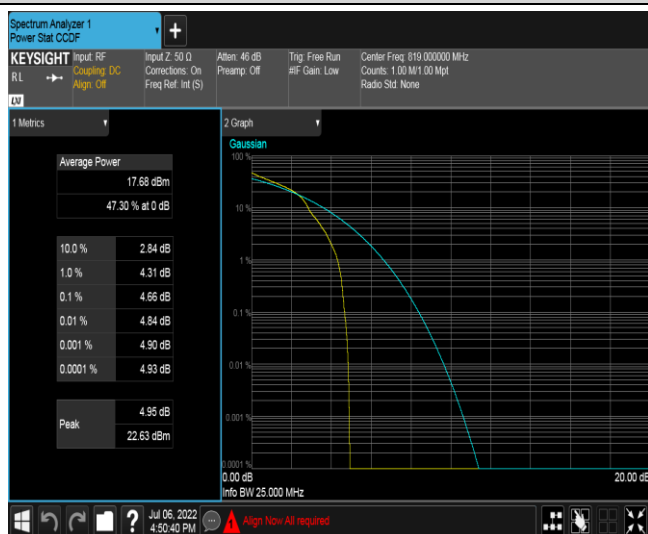 Spectrum Analyzer 1
Power Stat CCDF
+
KEYSIGHT
RL
LXI
Input: RF
Coupling: DC
Align: Off
Input Z: 50 Ω
Corrections: On
Freq Ref: Int (S)
Atten: 46 dB
Preamp: Off
Trig: Free Run
#IF Gain: Low
Center Freq: 819.000000 MHz
Counts: 1.00 M/1.00 Mpt
Radio Std: None
1 Metrics
Average Power
17.68 dBm
47.30 % at 0 dB
10.0 % 2.84 dB
1.0 % 4.31 dB
0.1 % 4.66 dB
0.01 % 4.84 dB
0.001 % 4.90 dB
0.0001 % 4.93 dB
Peak
4.95 dB
22.63 dBm
2 Graph
Gaussian
100 %
10 %
1 %
0.1 %
0.01 %
0.001 %
0.0001 %
0.00 dB 20.00 dB
Info BW 25.000 MHz
?
Jul 06, 2022
4:50:40 PM
Align Now All required